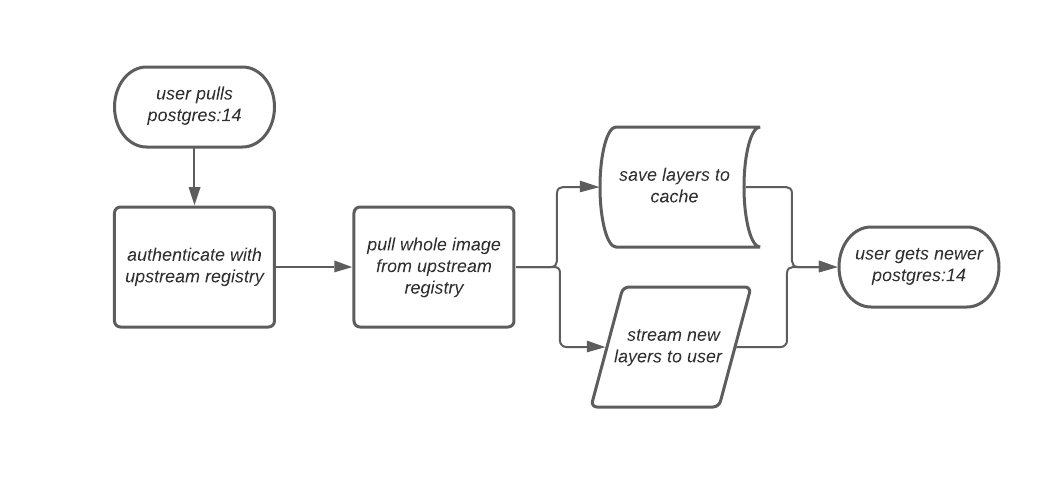 user pulls
postgres:14
authenticate with
upstream registry
pull whole image
from upstream
registry
save layers to
cache
stream new
layers to user
user gets newer
postgres:14